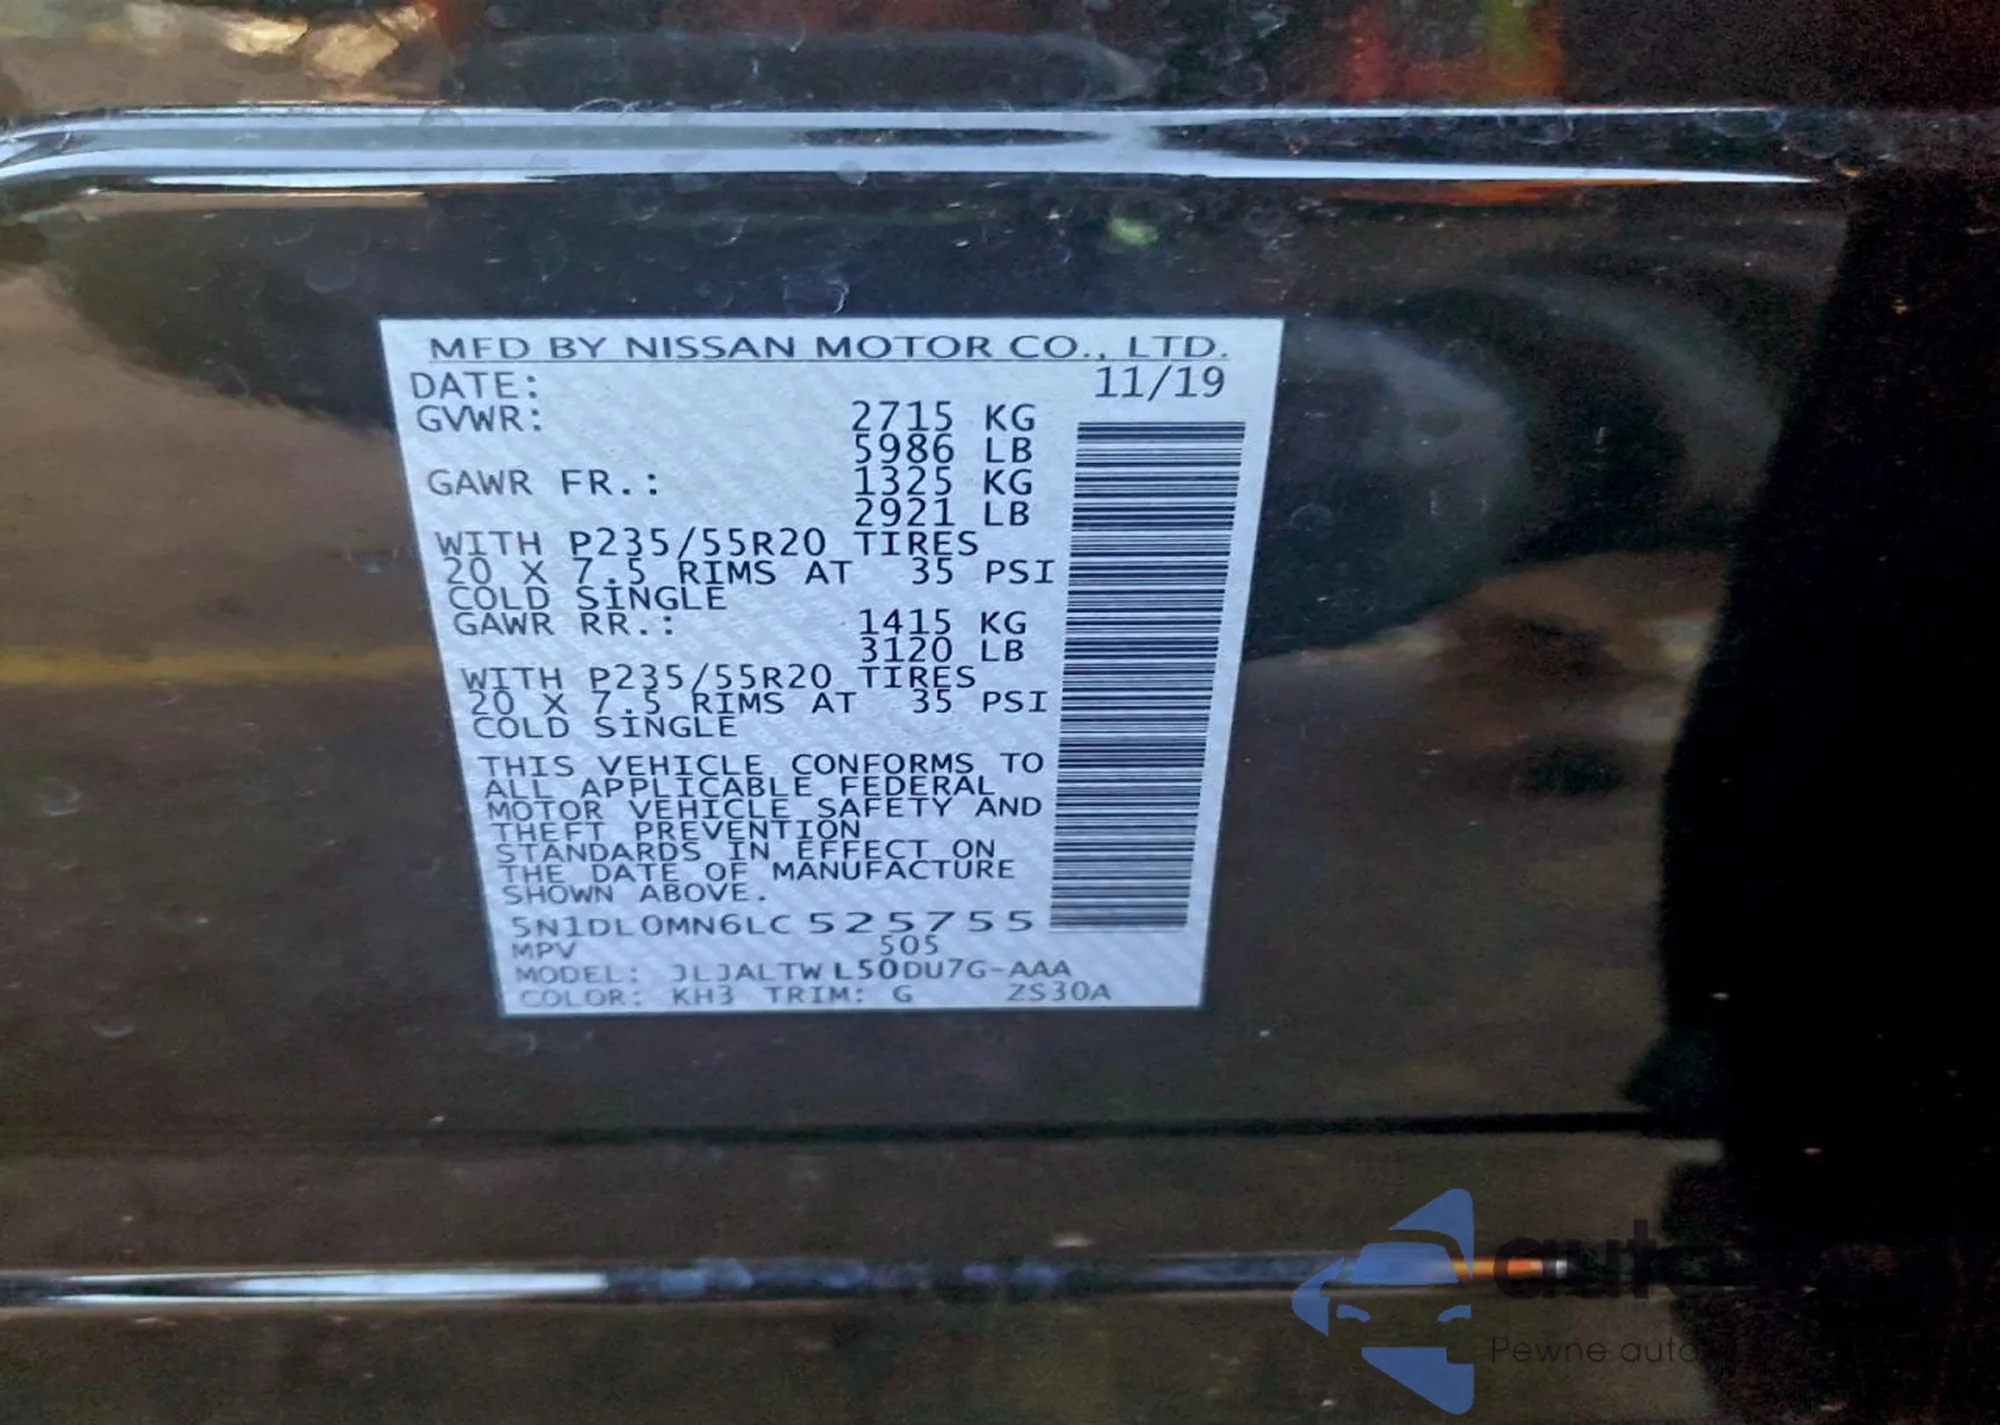 MFD BY NISSAN MOTOR CO., LTD.
DATE: 11/19
GVWR: 2715 KG
5986 LB
GAWR FR.: 1325 KG
2921 LB
WITH P235/55R20 TIRES
20 X 7.5 RIMS AT 35 PSI
COLD SINGLE
GAWR RR.: 1415 KG
3120 LB
WITH P235/55R20 TIRES
20 X 7.5 RIMS AT 35 PSI
COLD SINGLE
THIS VEHICLE CONFORMS TO
ALL APPLICABLE FEDERAL
MOTOR VEHICLE SAFETY AND
THEFT PREVENTION
STANDARDS IN EFFECT ON
THE DATE OF MANUFACTURE
SHOWN ABOVE.
5N1DL0MN6LC525755
MPV 505
MODEL: JLJALTWL50DU7G-AAA
COLOR: KH3 TRIM: G ZS30A
Pewne auto